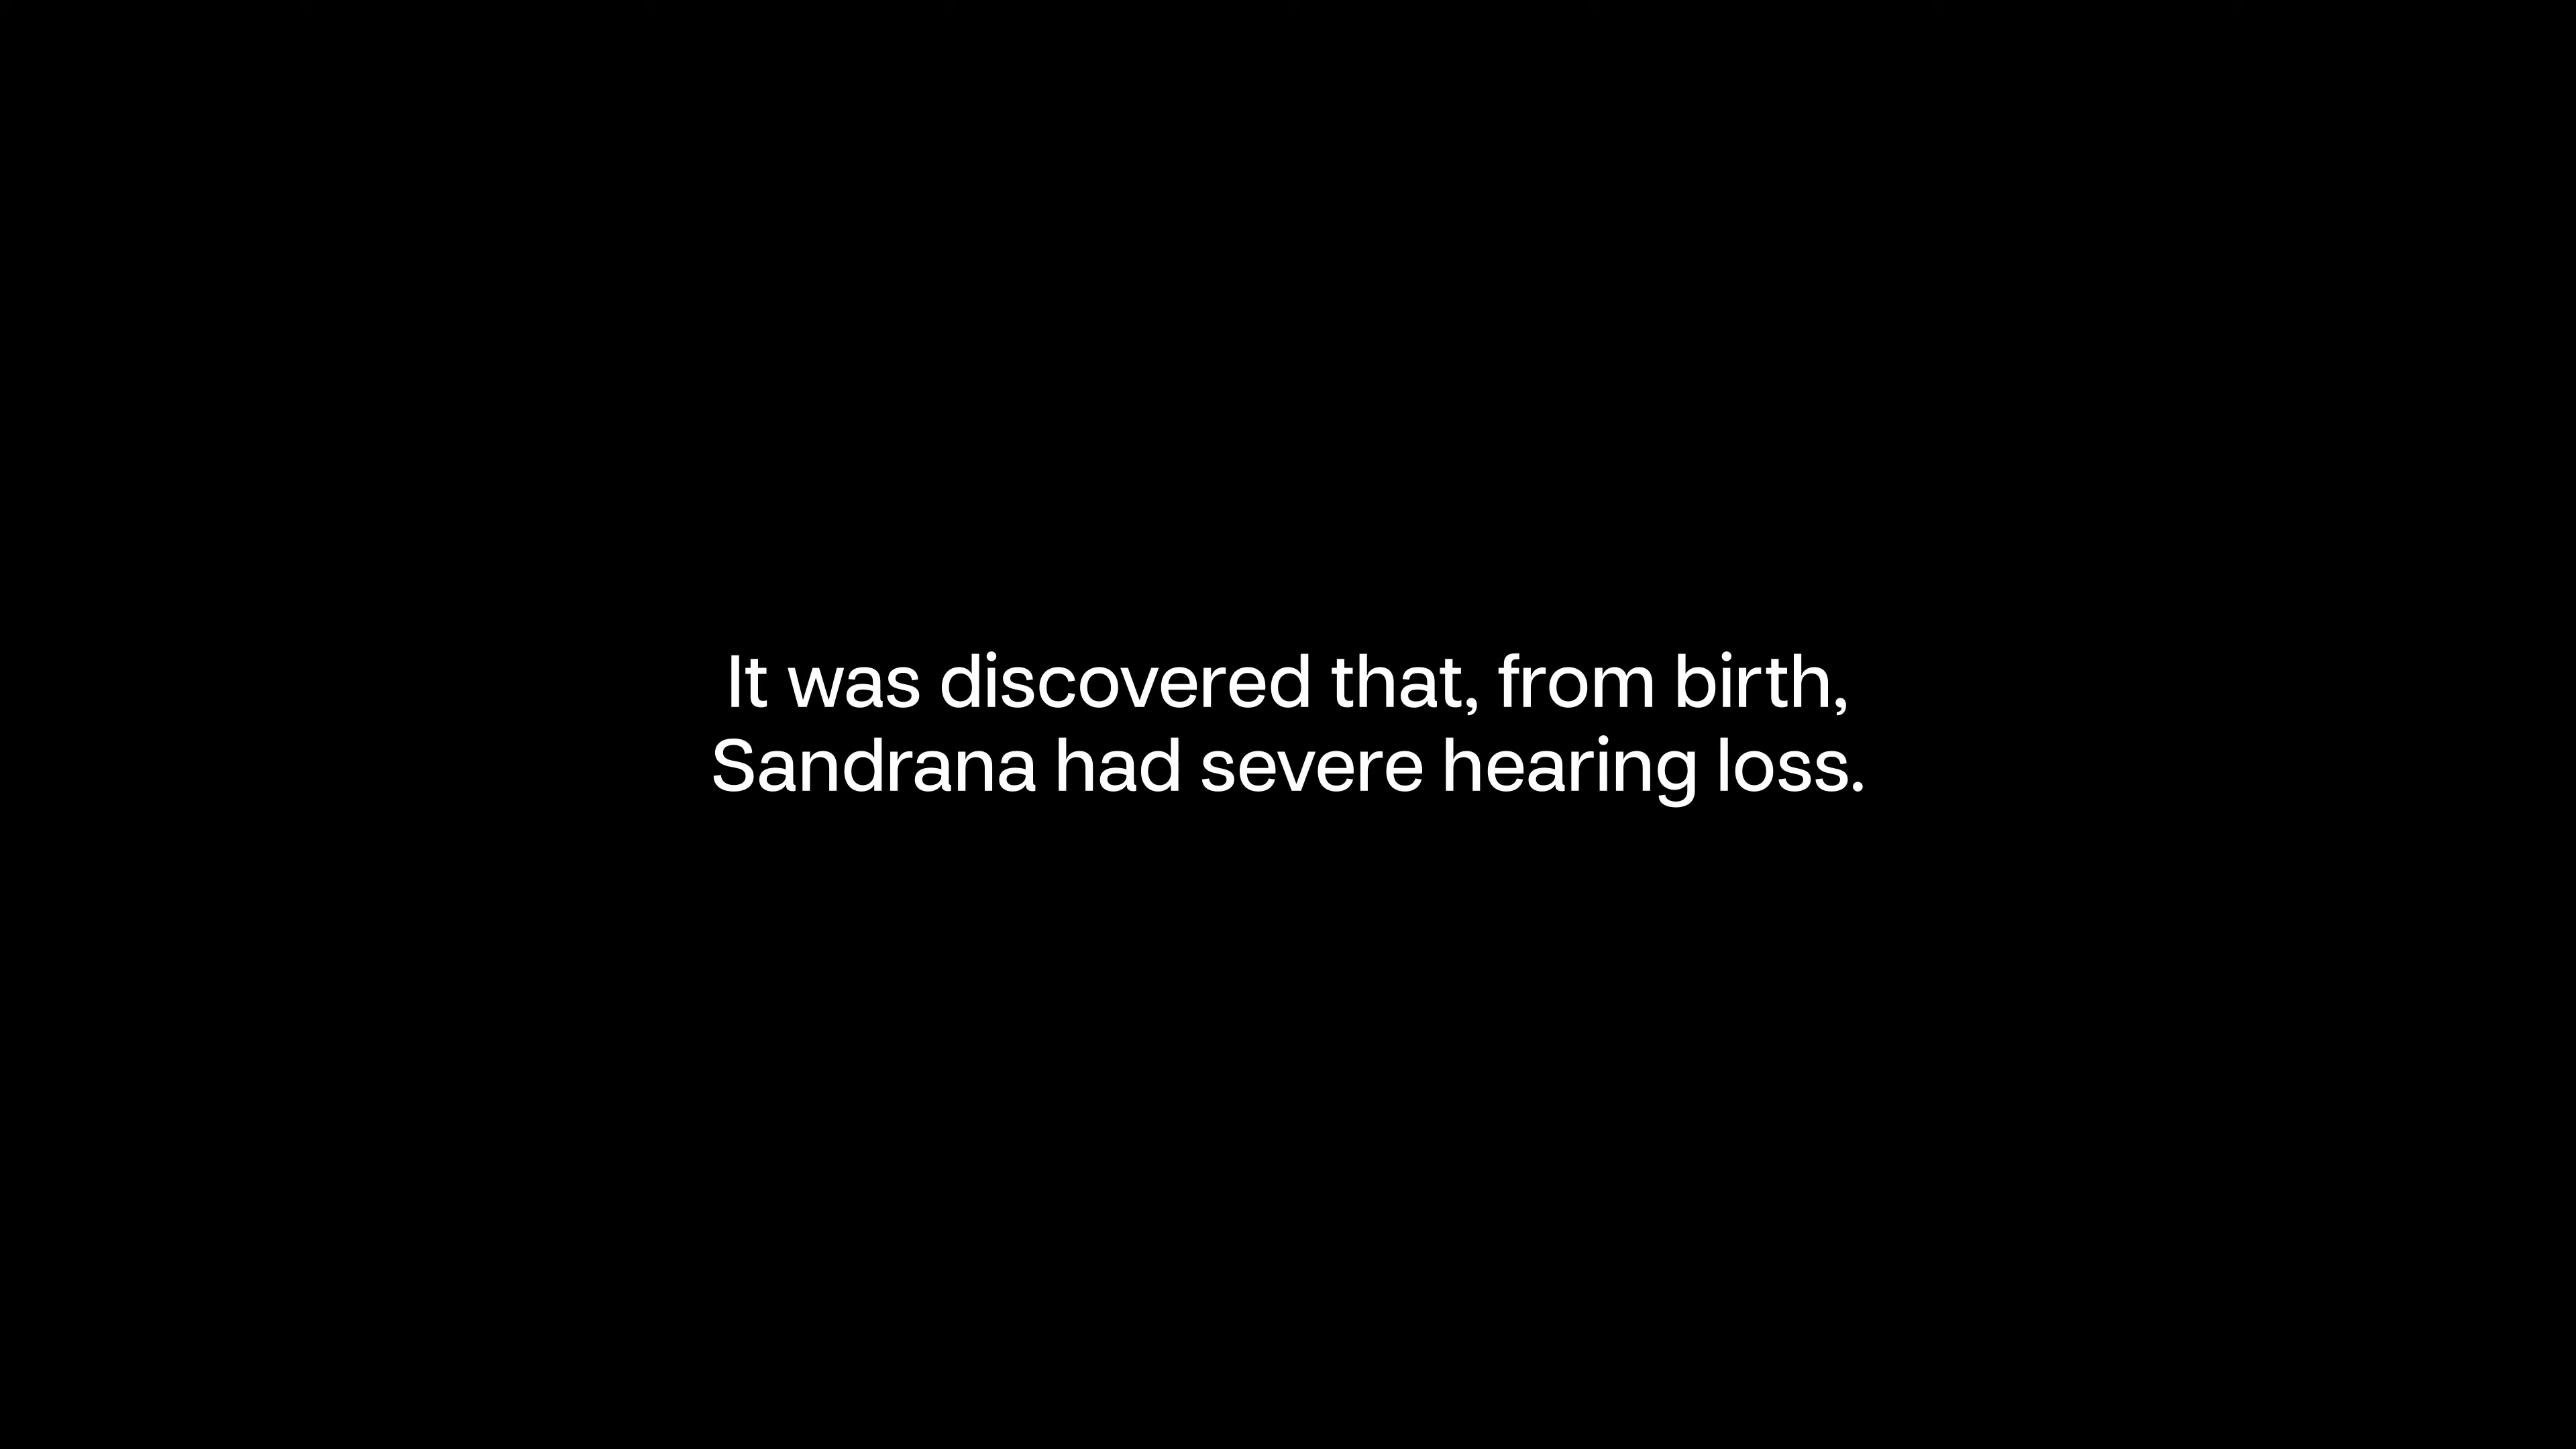 It was discovered that, from birth,
Sandrana had severe hearing loss.